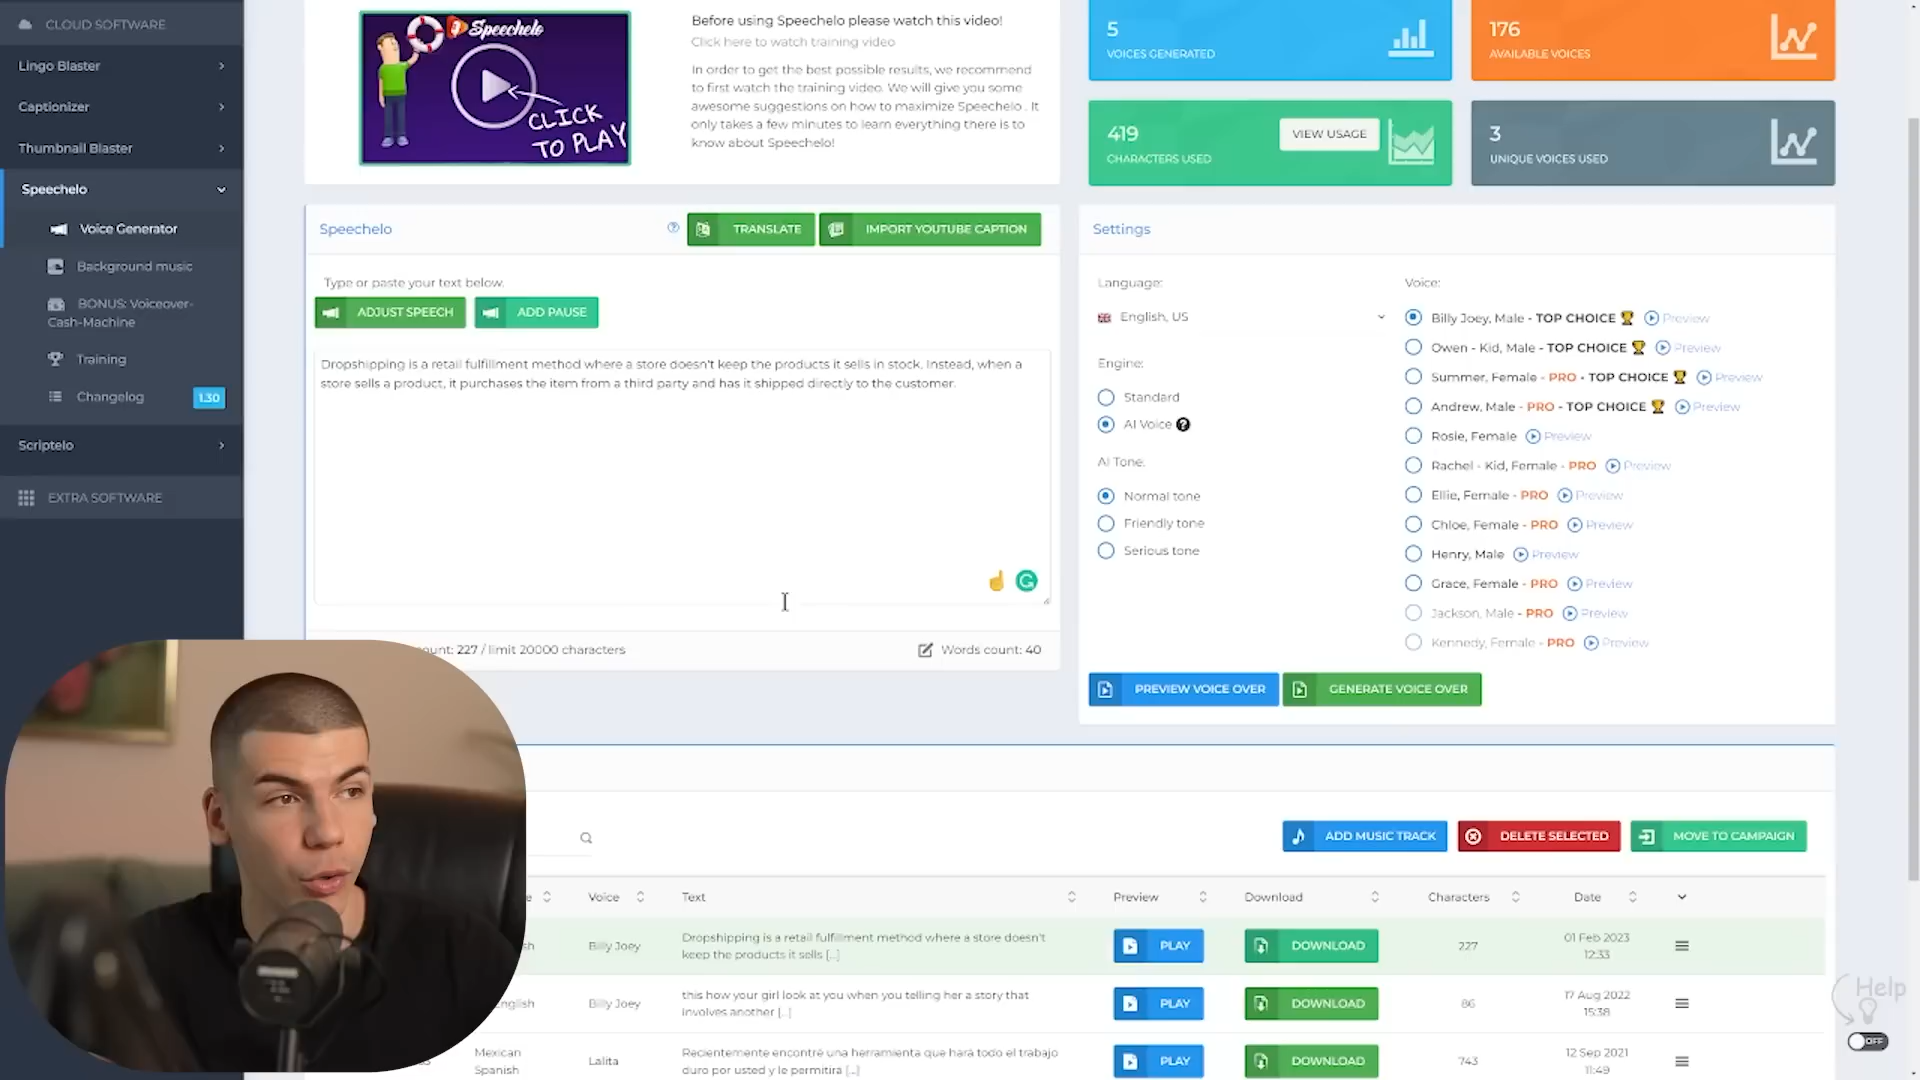 CLOUD SOFTWARE
Lingo Blaster
Captionizer
Thumbnail Blaster
Speechelo
Voice Generator
Background music
BONUS: Voiceover-
Cash-Machine
Training
Changelog
1.30
Scriptelo
EXTRA SOFTWARE
Speechelo
CLICK
TO PLAY
Before using Speechelo please watch this video!
Click here to watch training video
In order to get the best possible results, we recommend
to first watch the training video. We will give you some
awesome suggestions on how to maximize Speechelo . It
only takes a few minutes to learn everything there is to
know about Speechelo!
5
VOICES GENERATED
176
AVAILABLE VOICES
419
CHARACTERS USED
VIEW USAGE
3
UNIQUE VOICES USED
Speechelo
TRANSLATE
IMPORT YOUTUBE CAPTION
Type or paste your text below.
ADJUST SPEECH
ADD PAUSE
Dropshipping is a retail fulfillment method where a store doesn't keep the products it sells in stock. Instead, when a
store sells a product, it purchases the item from a third party and has it shipped directly to the customer.
ount: 227 / limit 20000 characters
Words count: 40
Settings
Language:
English, US
Engine:
Standard
AI Voice
AI Tone:
Normal tone
Friendly tone
Serious tone
Voice:
Billy Joey, Male - TOP CHOICE Preview
Owen - Kid, Male - TOP CHOICE Preview
Summer, Female - PRO - TOP CHOICE Preview
Andrew, Male - PRO - TOP CHOICE Preview
Rosie, Female Preview
Rachel - Kid, Female - PRO Preview
Ellie, Female - PRO Preview
Chloe, Female - PRO Preview
Henry, Male Preview
Grace, Female - PRO Preview
Jackson, Male - PRO Preview
Kennedy, Female - PRO Preview
PREVIEW VOICE OVER
GENERATE VOICE OVER
ADD MUSIC TRACK
DELETE SELECTED
MOVE TO CAMPAIGN
e Voice Text Preview Download Characters Date
sh Billy Joey Dropshipping is a retail fulfillment method where a store doesn't
keep the products it sells [...]
PLAY DOWNLOAD 227 01 Feb 2023
12:33
English Billy Joey this how your girl look at you when you telling her a story that
involves another [...]
PLAY DOWNLOAD 86 17 Aug 2022
15:38
Mexican
Spanish
Lalita Recientemente encontré una herramienta que hará todo el trabajo
duro por usted y le permitira [...]
PLAY DOWNLOAD 743 12 Sep 2021
11:49
Help
OFF